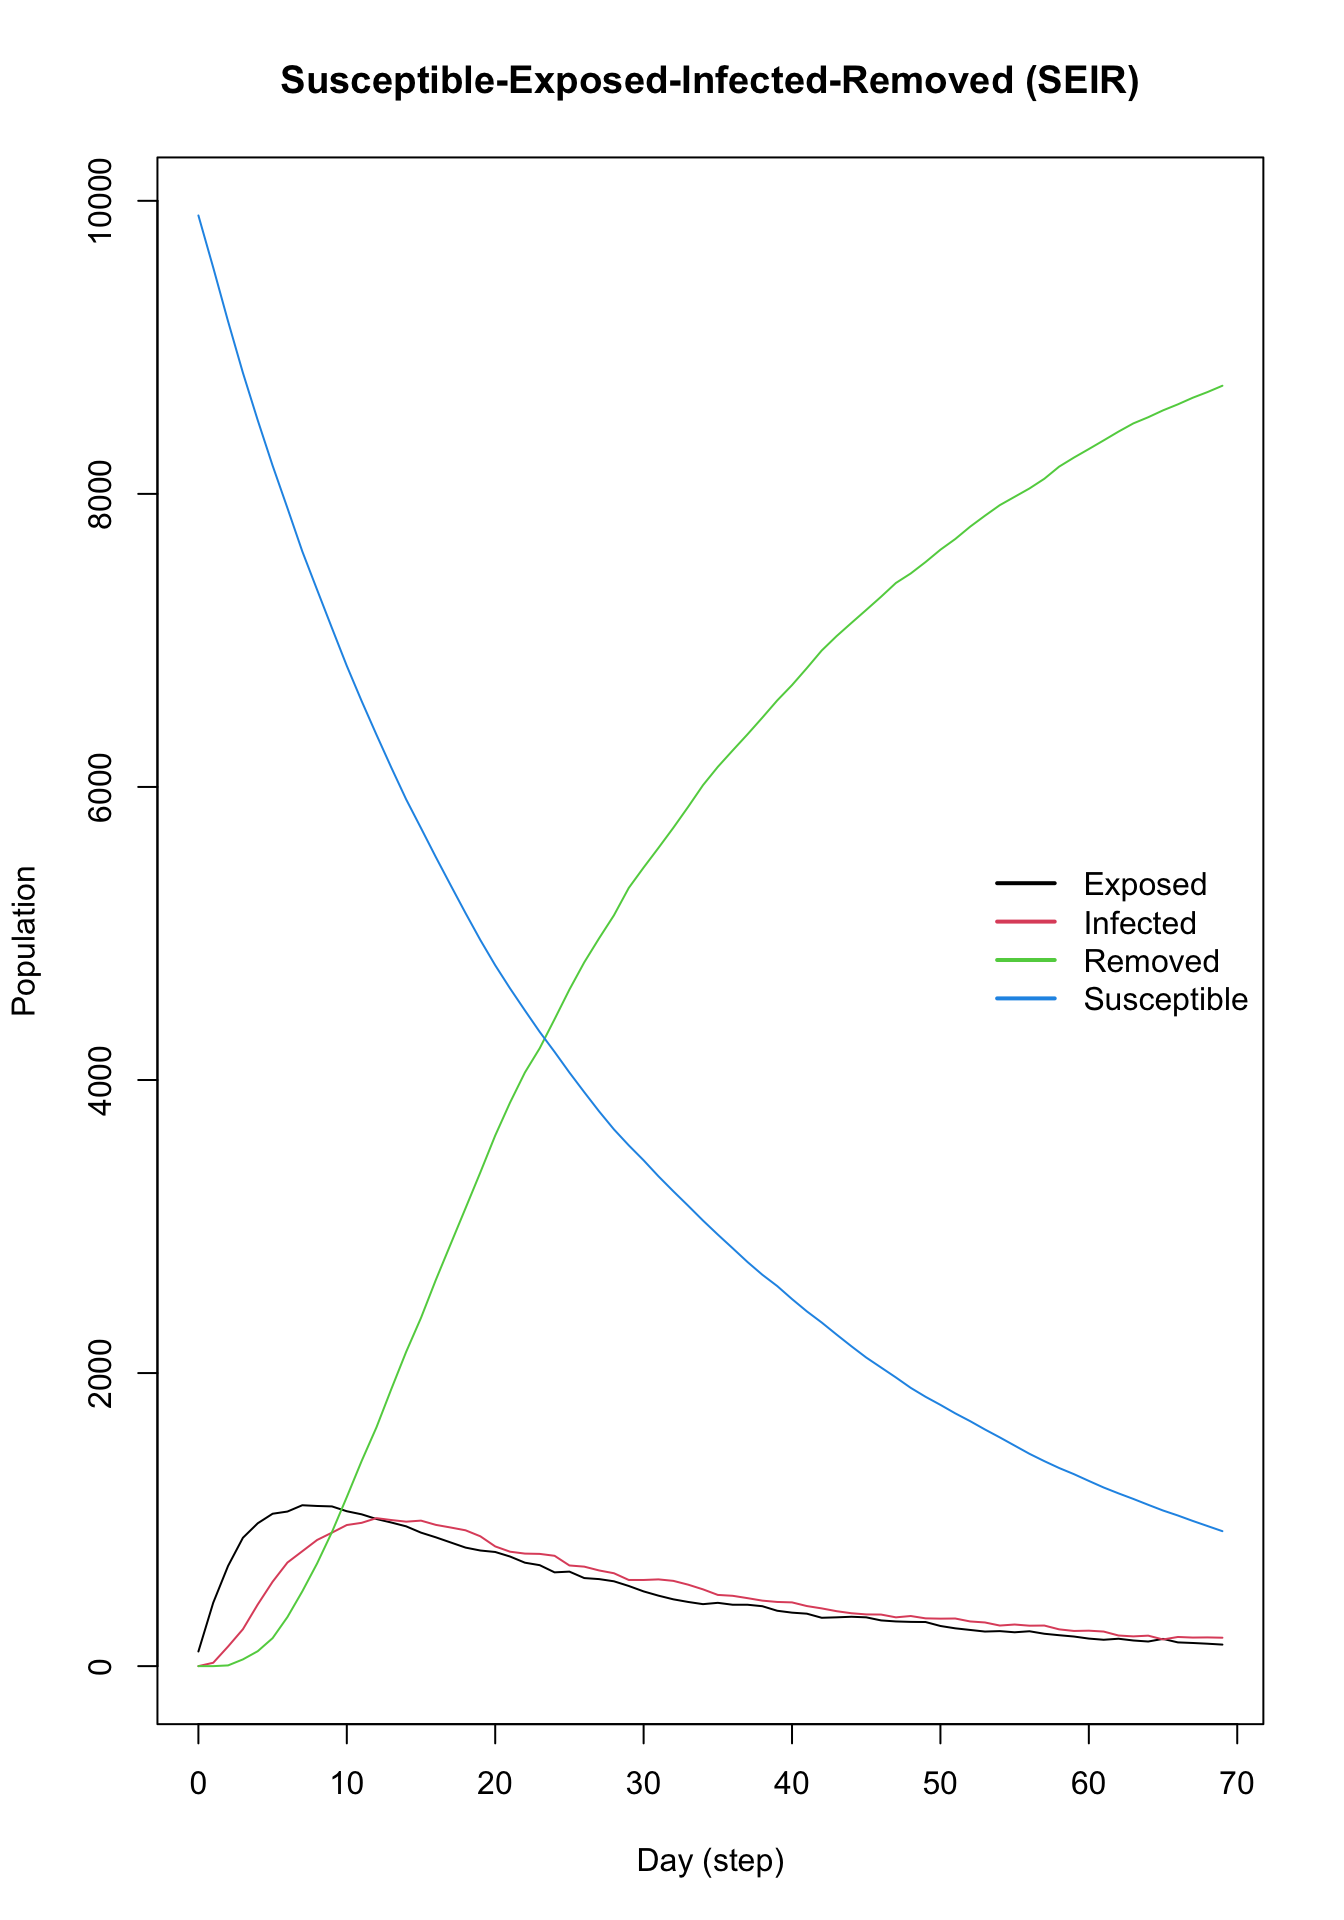 Susceptible-Exposed-Infected-Removed (SEIR)
Population
10000
8000
6000
4000
2000
0
Exposed
Infected
Removed
Susceptible
0 10 20 30 40 50 60 70
Day (step)